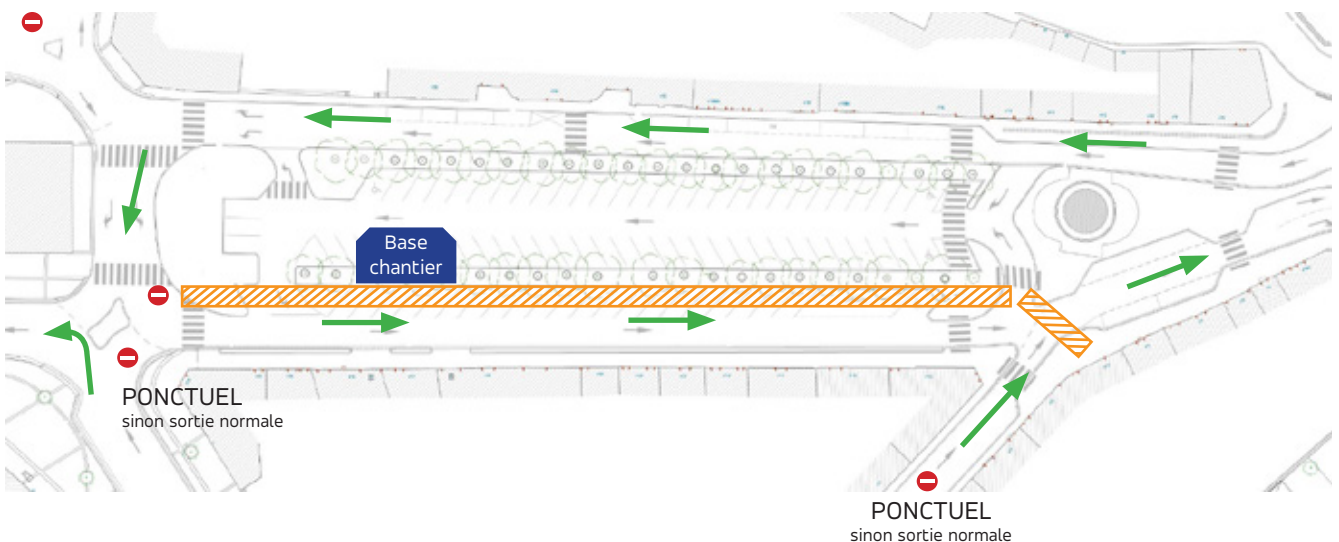 Base
chantier
PONCTUEL
sinon sortie normale
PONCTUEL
sinon sortie normale